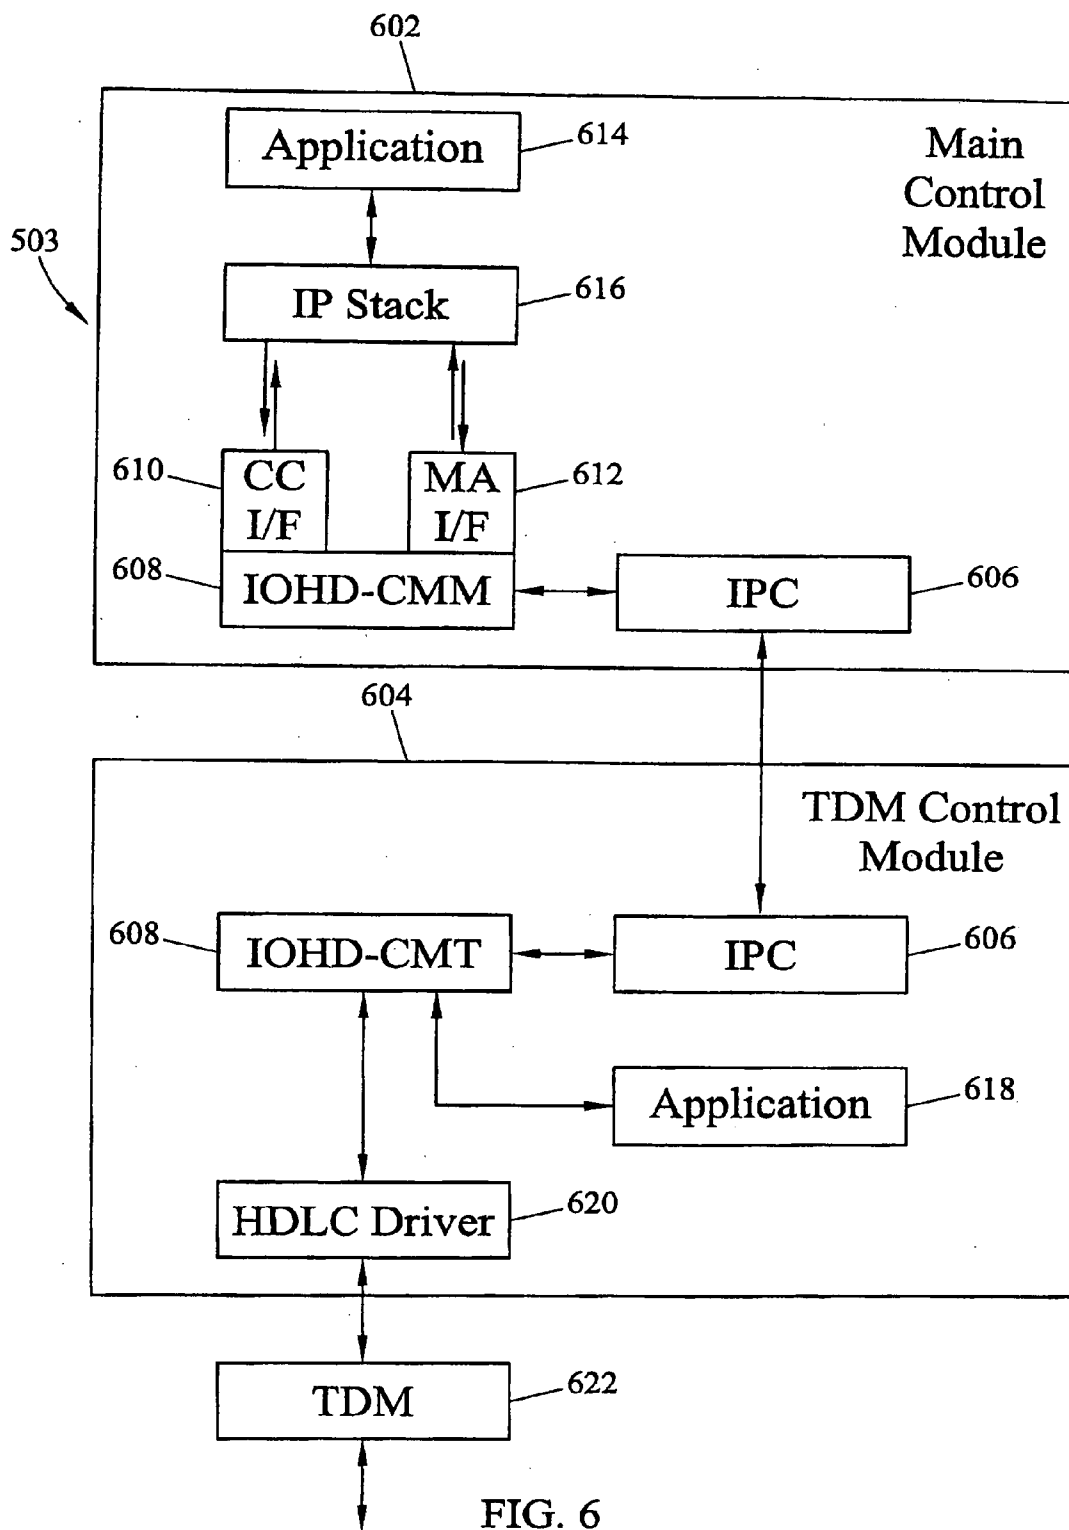 602
Application
614
Main
Control
Module
503
IP Stack
616
610
CC
I/F
MA
I/F
612
608
IOHD-CMM
IPC
606
604
TDM Control
Module
608
IOHD-CMT
IPC
606
Application
618
HDLC Driver
620
TDM
622
FIG. 6